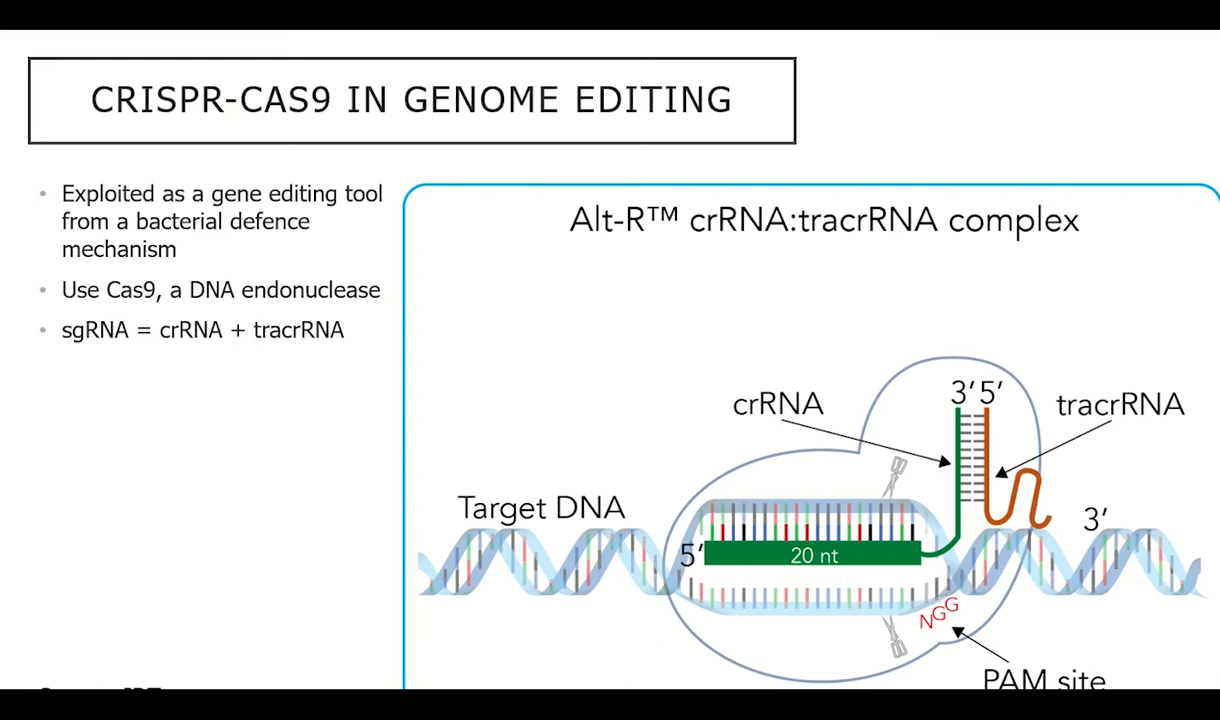 CRISPR-CAS9 IN GENOME EDITING
Exploited as a gene editing tool
from a bacterial defence
mechanism
Use Cas9, a DNA endonuclease
sgRNA = crRNA + tracrRNA
Alt-R™ crRNA:tracrRNA complex
3' 5'
crRNA
tracrRNA
Target DNA
3'
5'
20 nt
NGG
PAM site